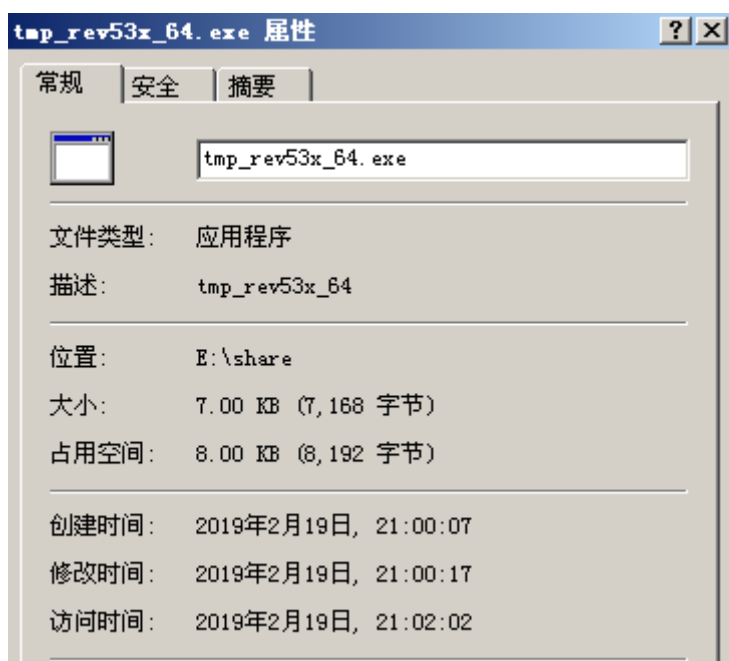 tmp_rev53x_64.exe 属性
常规 安全 摘要
tmp_rev53x_64.exe
文件类型: 应用程序
描述: tmp_rev53x_64
位置: E:\share
大小: 7.00 KB (7,168 字节)
占用空间: 8.00 KB (8,192 字节)
创建时间: 2019年2月19日, 21:00:07
修改时间: 2019年2月19日, 21:00:17
访问时间: 2019年2月19日, 21:02:02